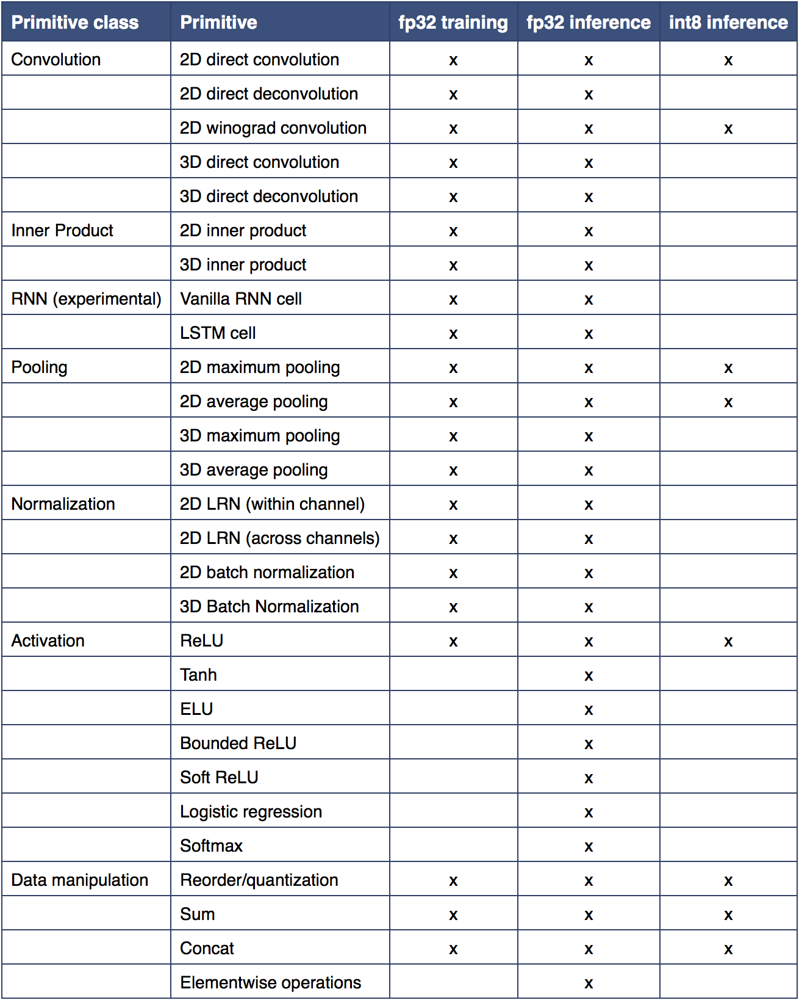 Primitive class Primitive fp32 training fp32 inference int8 inference
Convolution 2D direct convolution x x x
2D direct deconvolution x x
2D winograd convolution x x x
3D direct convolution x x
3D direct deconvolution x x
Inner Product 2D inner product x x
3D inner product x x
RNN (experimental) Vanilla RNN cell x x
LSTM cell x x
Pooling 2D maximum pooling x x x
2D average pooling x x x
3D maximum pooling x x
3D average pooling x x
Normalization 2D LRN (within channel) x x
2D LRN (across channels) x x
2D batch normalization x x
3D Batch Normalization x x
Activation ReLU x x x
Tanh x
ELU x
Bounded ReLU x
Soft ReLU x
Logistic regression x
Softmax x
Data manipulation Reorder/quantization x x x
Sum x x x
Concat x x x
Elementwise operations x